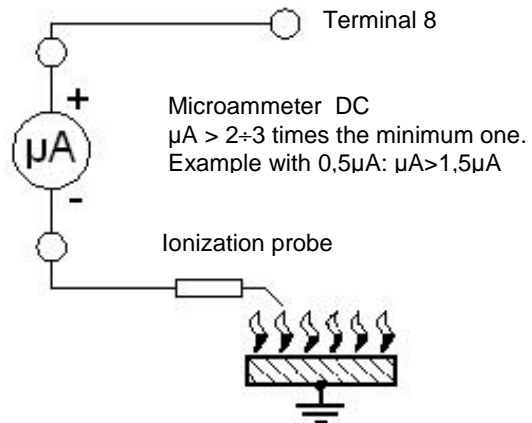 Terminal 8
+
Microammeter DC
µA > 2÷3 times the minimum one.
µA
Example with 0,5µA: µA>1,5µA
-
Ionization probe